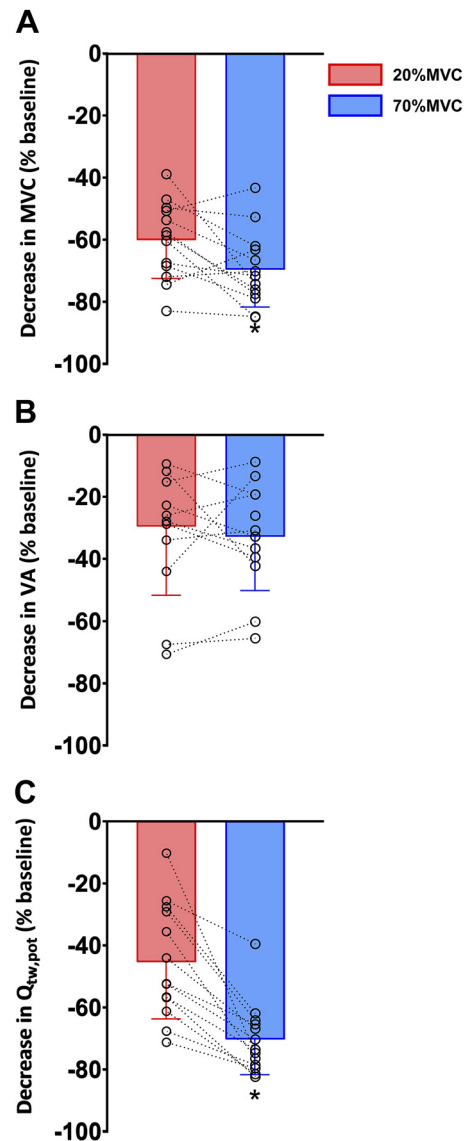 A
0
-20
-40
-60
-80
-100
Decrease in MVC (% baseline)
*
20%MVC
70%MVC
B
0
-20
-40
-60
-80
-100
Decrease in VA (% baseline)
C
0
-20
-40
-60
-80
-100
Decrease in Qtw,pot (% baseline)
*